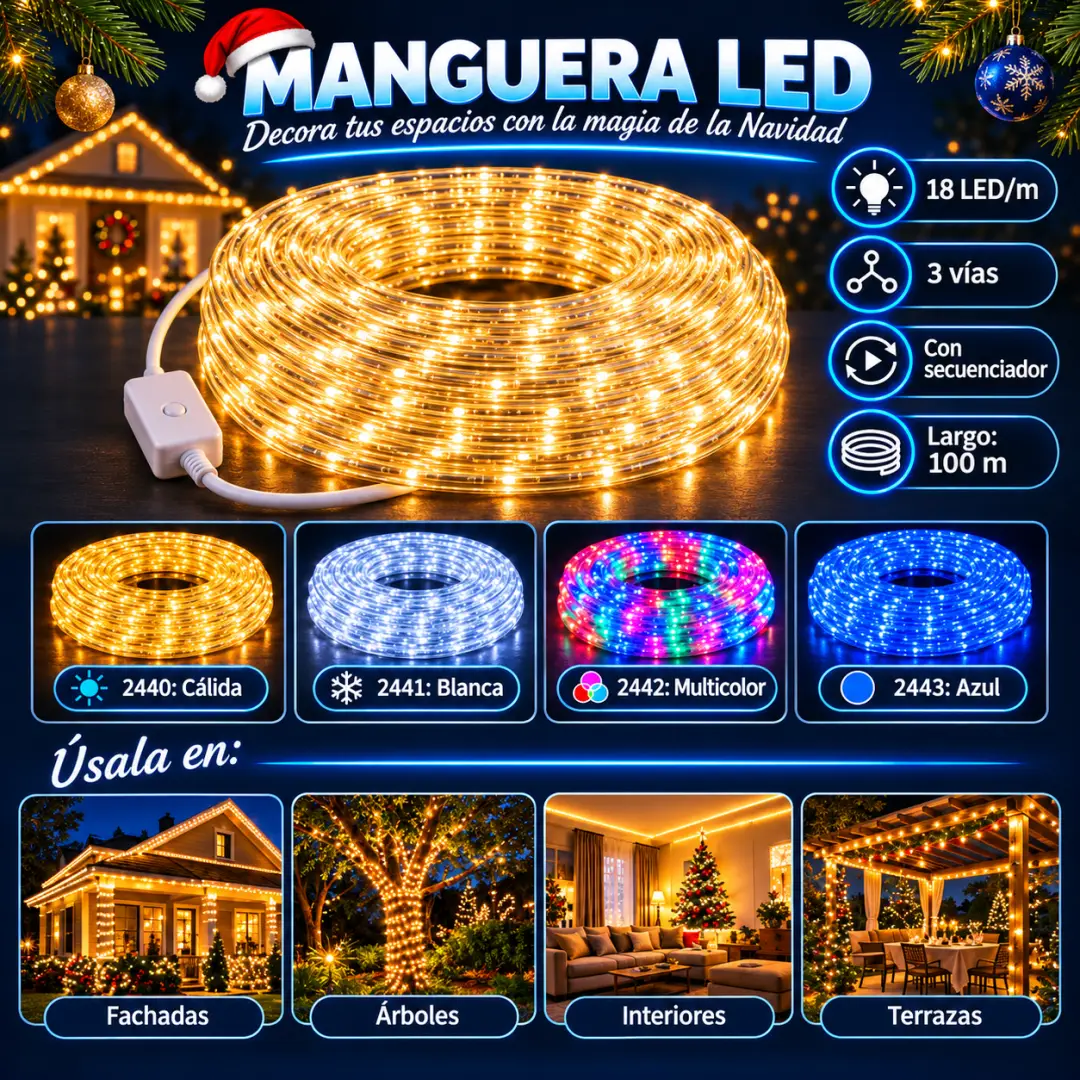 MANGUERA LED
Decora tus espacios con la magia de la Navidad
18 LED/m
3 vías
Con
secuenciador
Largo:
100 m
2440: Cálida
2441: Blanca
2442: Multicolor
2443: Azul
Úsala en:
Fachadas
Árboles
Interiores
Terrazas